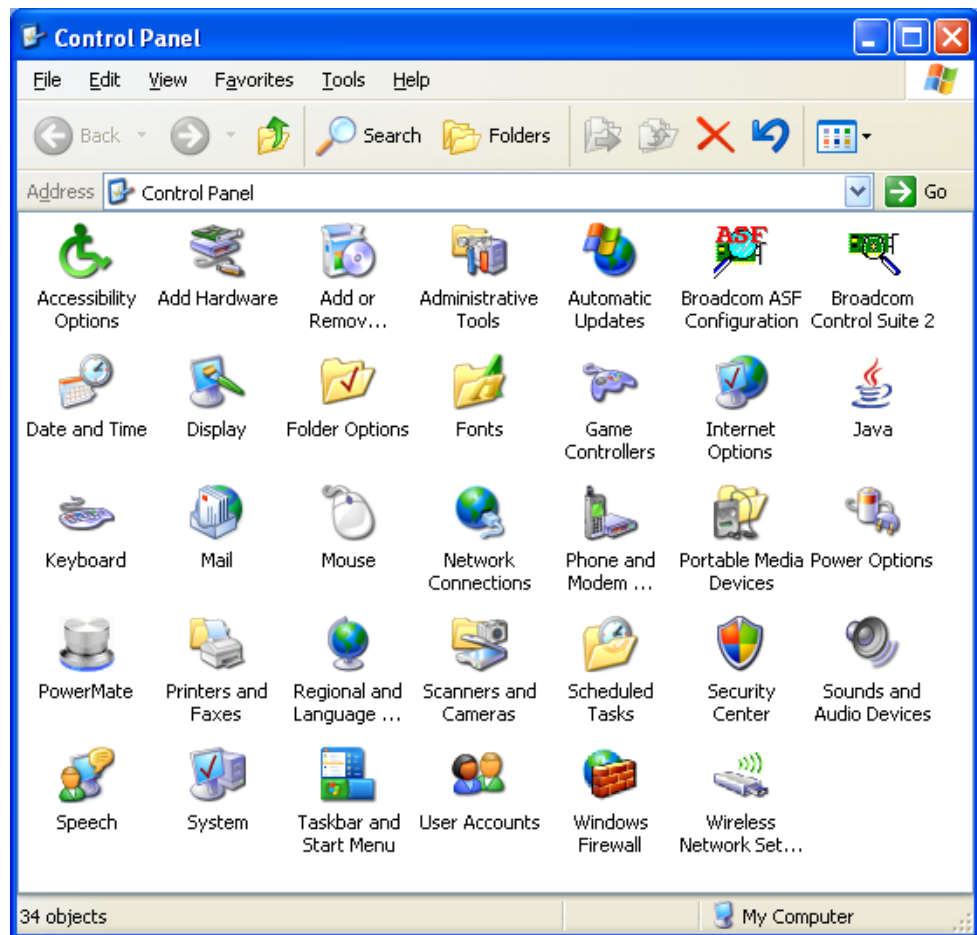 Control Panel
File Edit View Favorites Tools Help
Back Search Folders
Address Control Panel Go
ASF
Accessibility Options
Add Hardware
Add or Remov...
Administrative Tools
Automatic Updates
Broadcom ASF Configuration
Broadcom Control Suite 2
Date and Time
Display
Folder Options
Fonts
Game Controllers
Internet Options
Java
Keyboard
Mail
Mouse
Network Connections
Phone and Modem ...
Portable Media Devices
Power Options
PowerMate
Printers and Faxes
Regional and Language ...
Scanners and Cameras
Scheduled Tasks
Security Center
Sounds and Audio Devices
Speech
System
Taskbar and Start Menu
User Accounts
Windows Firewall
Wireless Network Set...
34 objects My Computer